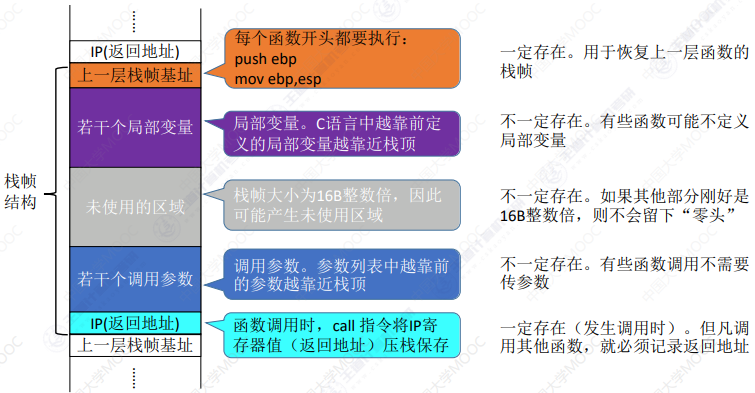 IP(返回地址)
上一层栈帧基址
若干个局部变量
未使用的区域
若干个调用参数
IP(返回地址)
上一层栈帧基址
栈帧
结构
每个函数开头都要执行：
push ebp
mov ebp,esp
局部变量。C语言中越靠前定
义的局部变量越靠近栈顶
栈帧大小为16B整数倍，因此
可能产生未使用区域
调用参数。参数列表中越靠前
的参数越靠近栈顶
函数调用时，call 指令将IP寄
存器值（返回地址）压栈保存
一定存在。用于恢复上一层函数的
栈帧
不一定存在。有些函数可能不定义
局部变量
不一定存在。如果其他部分刚好是
16B整数倍，则不会留下“零头”
不一定存在。有些函数调用不需要
传参数
一定存在（发生调用时）。但凡调
用其他函数，就必须记录返回地址